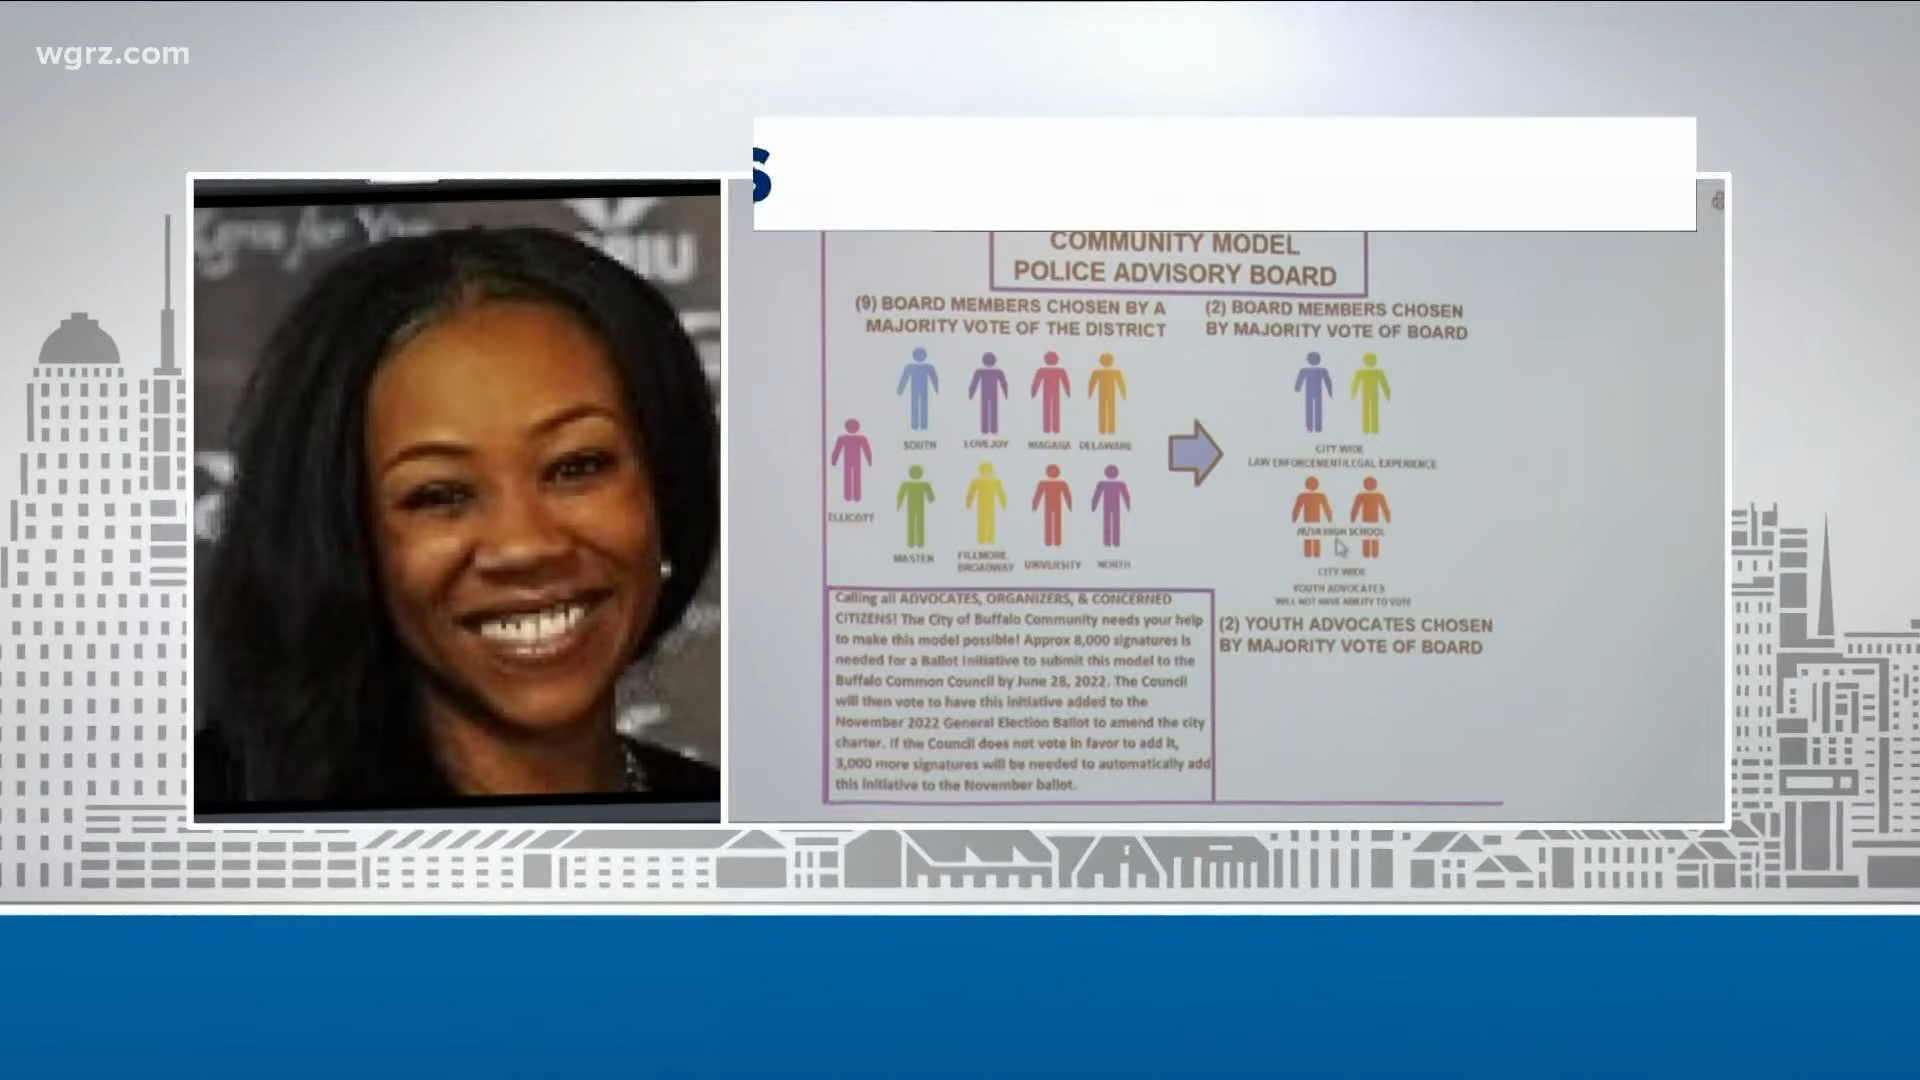 wgrz.com
S
COMMUNITY MODEL
POLICE ADVISORY BOARD
(9) BOARD MEMBERS CHOSEN BY A
MAJORITY VOTE OF THE DISTRICT
(2) BOARD MEMBERS CHOSEN
BY MAJORITY VOTE OF BOARD
SOUTH LOVEJOY NIAGARA DELAWARE
ELLICOTT
MASTEN FILLMORE BROADWAY UNIVERSITY NORTH
CITY WIDE
LAW ENFORCEMENT/LEGAL EXPERIENCE
JR/SR HIGH SCHOOL
CITY WIDE
YOUTH ADVOCATES
WILL NOT HAVE ABILITY TO VOTE
(2) YOUTH ADVOCATES CHOSEN
BY MAJORITY VOTE OF BOARD
Calling all ADVOCATES, ORGANIZERS, & CONCERNED
CITIZENS! The City of Buffalo Community needs your help
to make this model possible! Approx 8,000 signatures is
needed for a Ballot Initiative to submit this model to the
Buffalo Common Council by June 28, 2022. The Council
will then vote to have this initiative added to the
November 2022 General Election Ballot to amend the city
charter. If the Council does not vote in favor to add it,
3,000 more signatures will be needed to automatically add
this initiative to the November ballot.